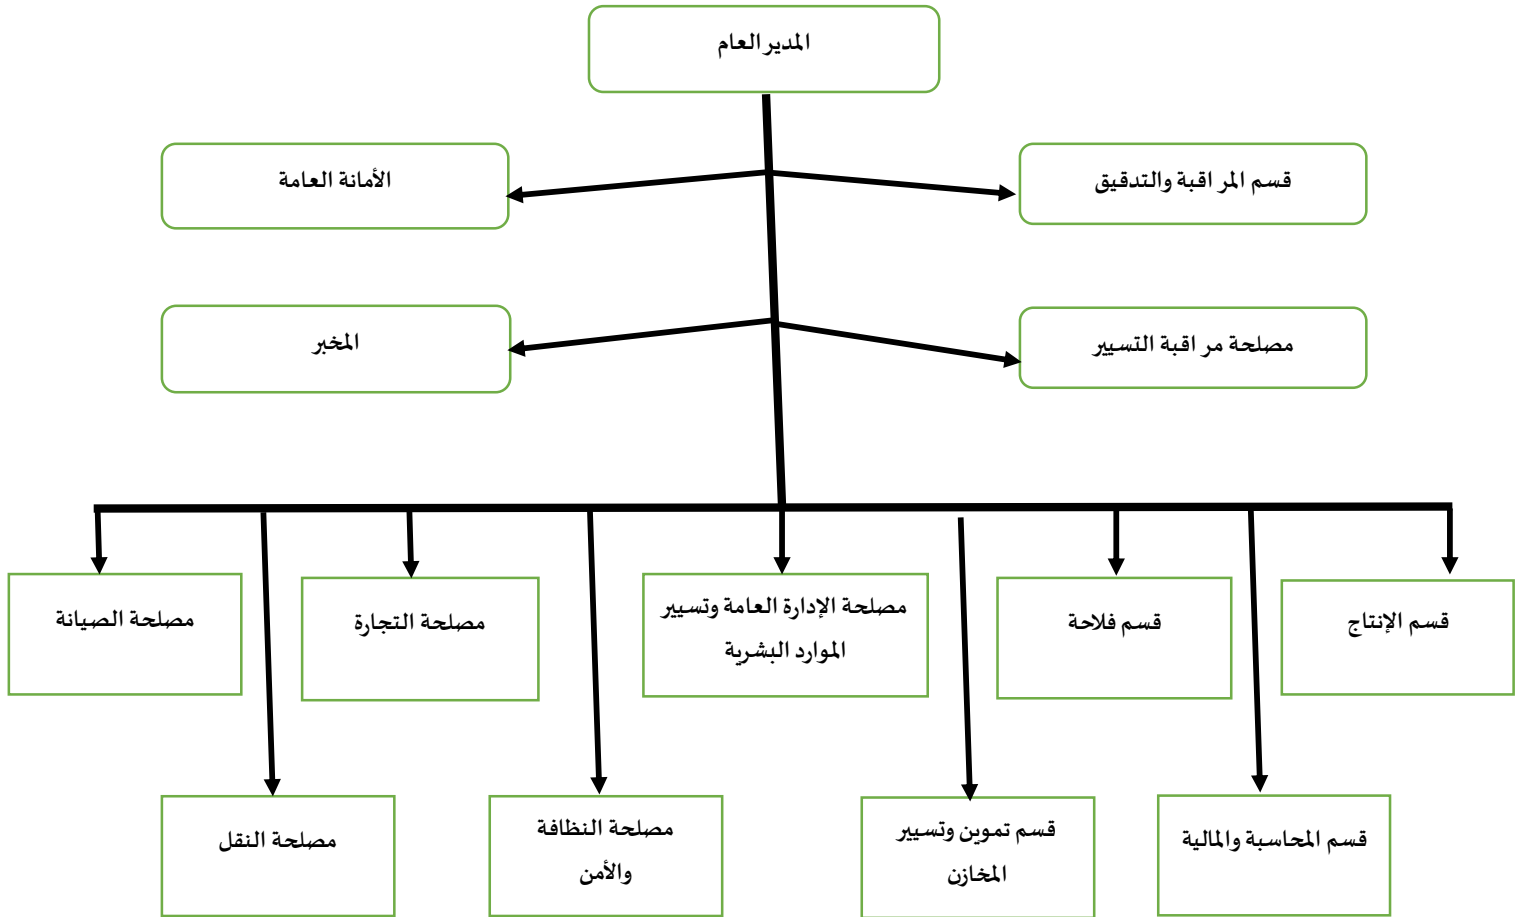 المدير العام
قسم المراقبة والتدقيق
الأمانة العامة
مصلحة مراقبة التسيير
المخبر
قسم الإنتاج
قسم فلاحة
مصلحة الإدارة العامة وتسيير
الموارد البشرية
مصلحة التجارة
مصلحة الصيانة
قسم المحاسبة والمالية
قسم تموين وتسيير
المخازن
مصلحة النظافة
والأمن
مصلحة النقل